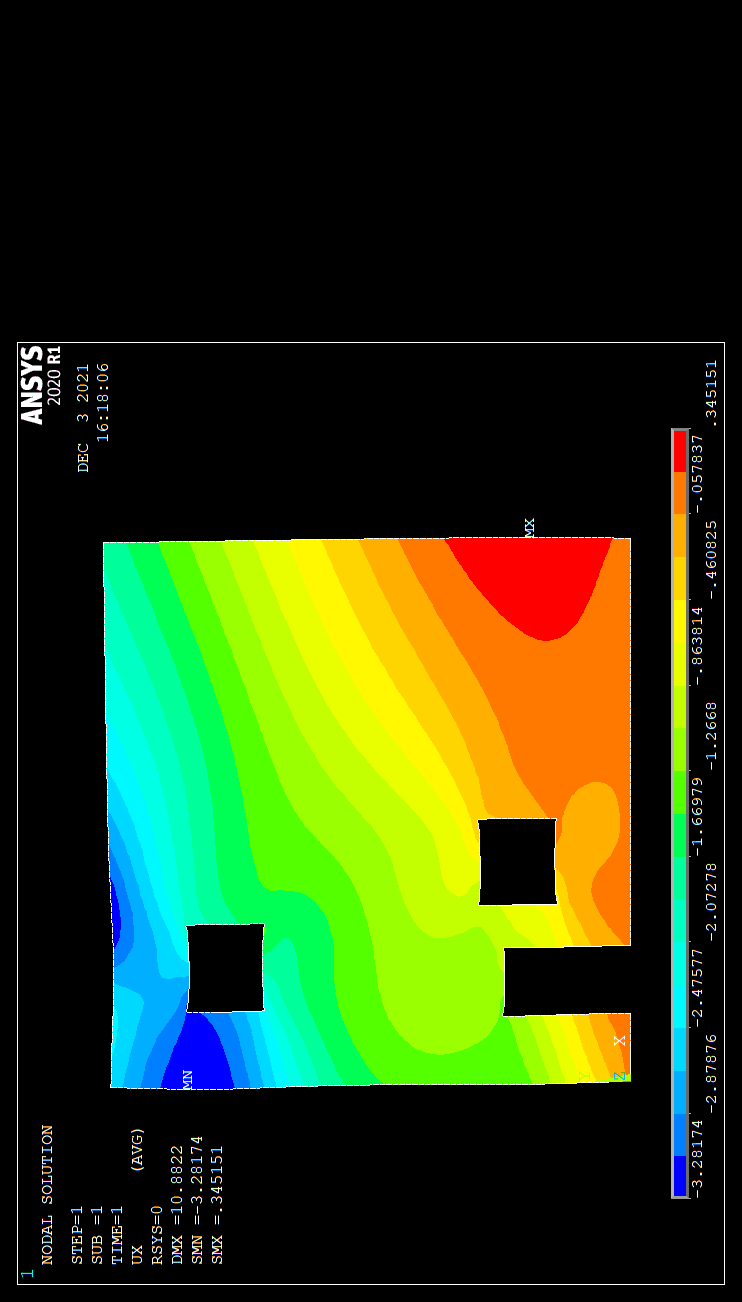 1
ANSYS
2020 R1
NODAL SOLUTION
DEC 3 2021
16:18:06
STEP=1
SUB =1
TIME=1
UX (AVG)
RSYS=0
DMX =10.8822
SMN =-3.28174
SMX =.345151
MN
MX
Y
Z X
-3.28174 -2.47577 -1.66979 -.863814 -.057837
-2.87876 -2.07278 -1.2668 -.460825 .345151